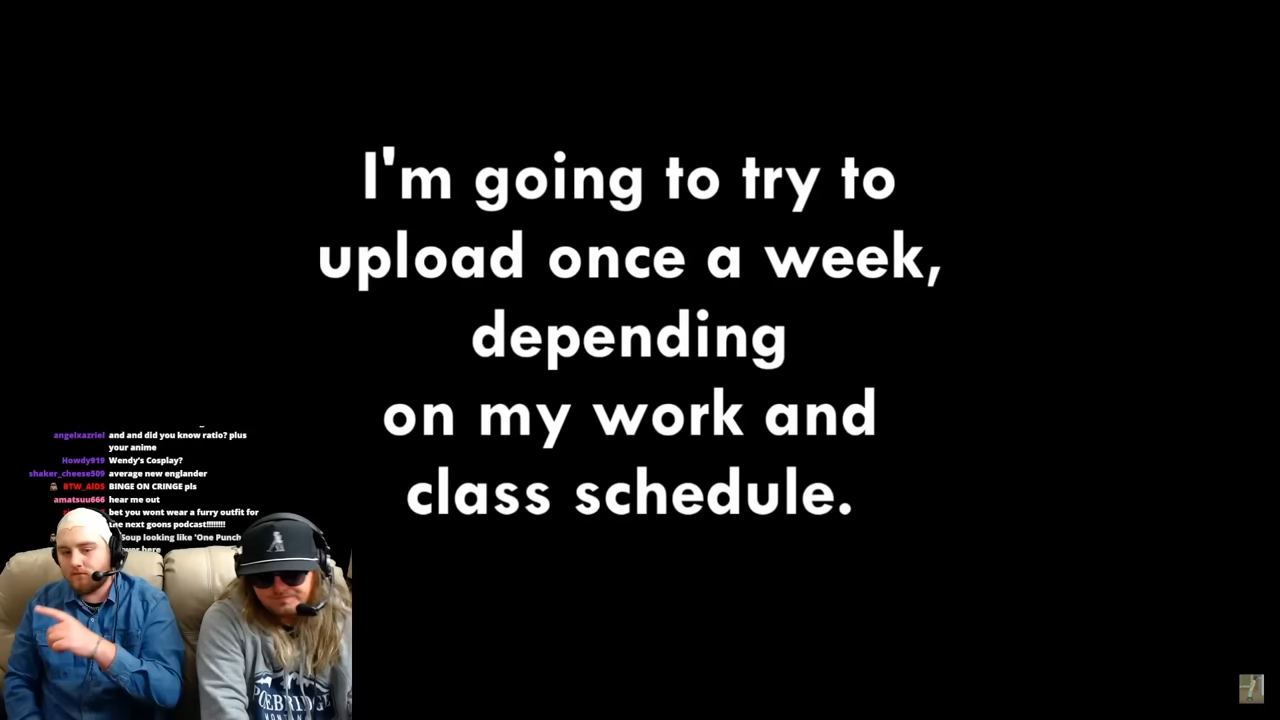 I'm going to try to
upload once a week,
depending
on my work and
class schedule.
angelxazriel and and did you know ratio? plus
your anime
Howdy919 Wendy's Cosplay?
shaker_cheese509 average new englander
BTW_AIDS BINGE ON CRINGE pls
amatsuu666 hear me out
bet you wont wear a furry outfit for
the next goons podcast!!!!!!!!
Soup looking like 'One Punch
here